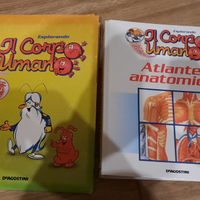 Esplorando
il Corpo
Umano
DeAGOSTINI
Esplorando
il Corpo
Umano
Atlante
anatomico
DeAGOSTINI